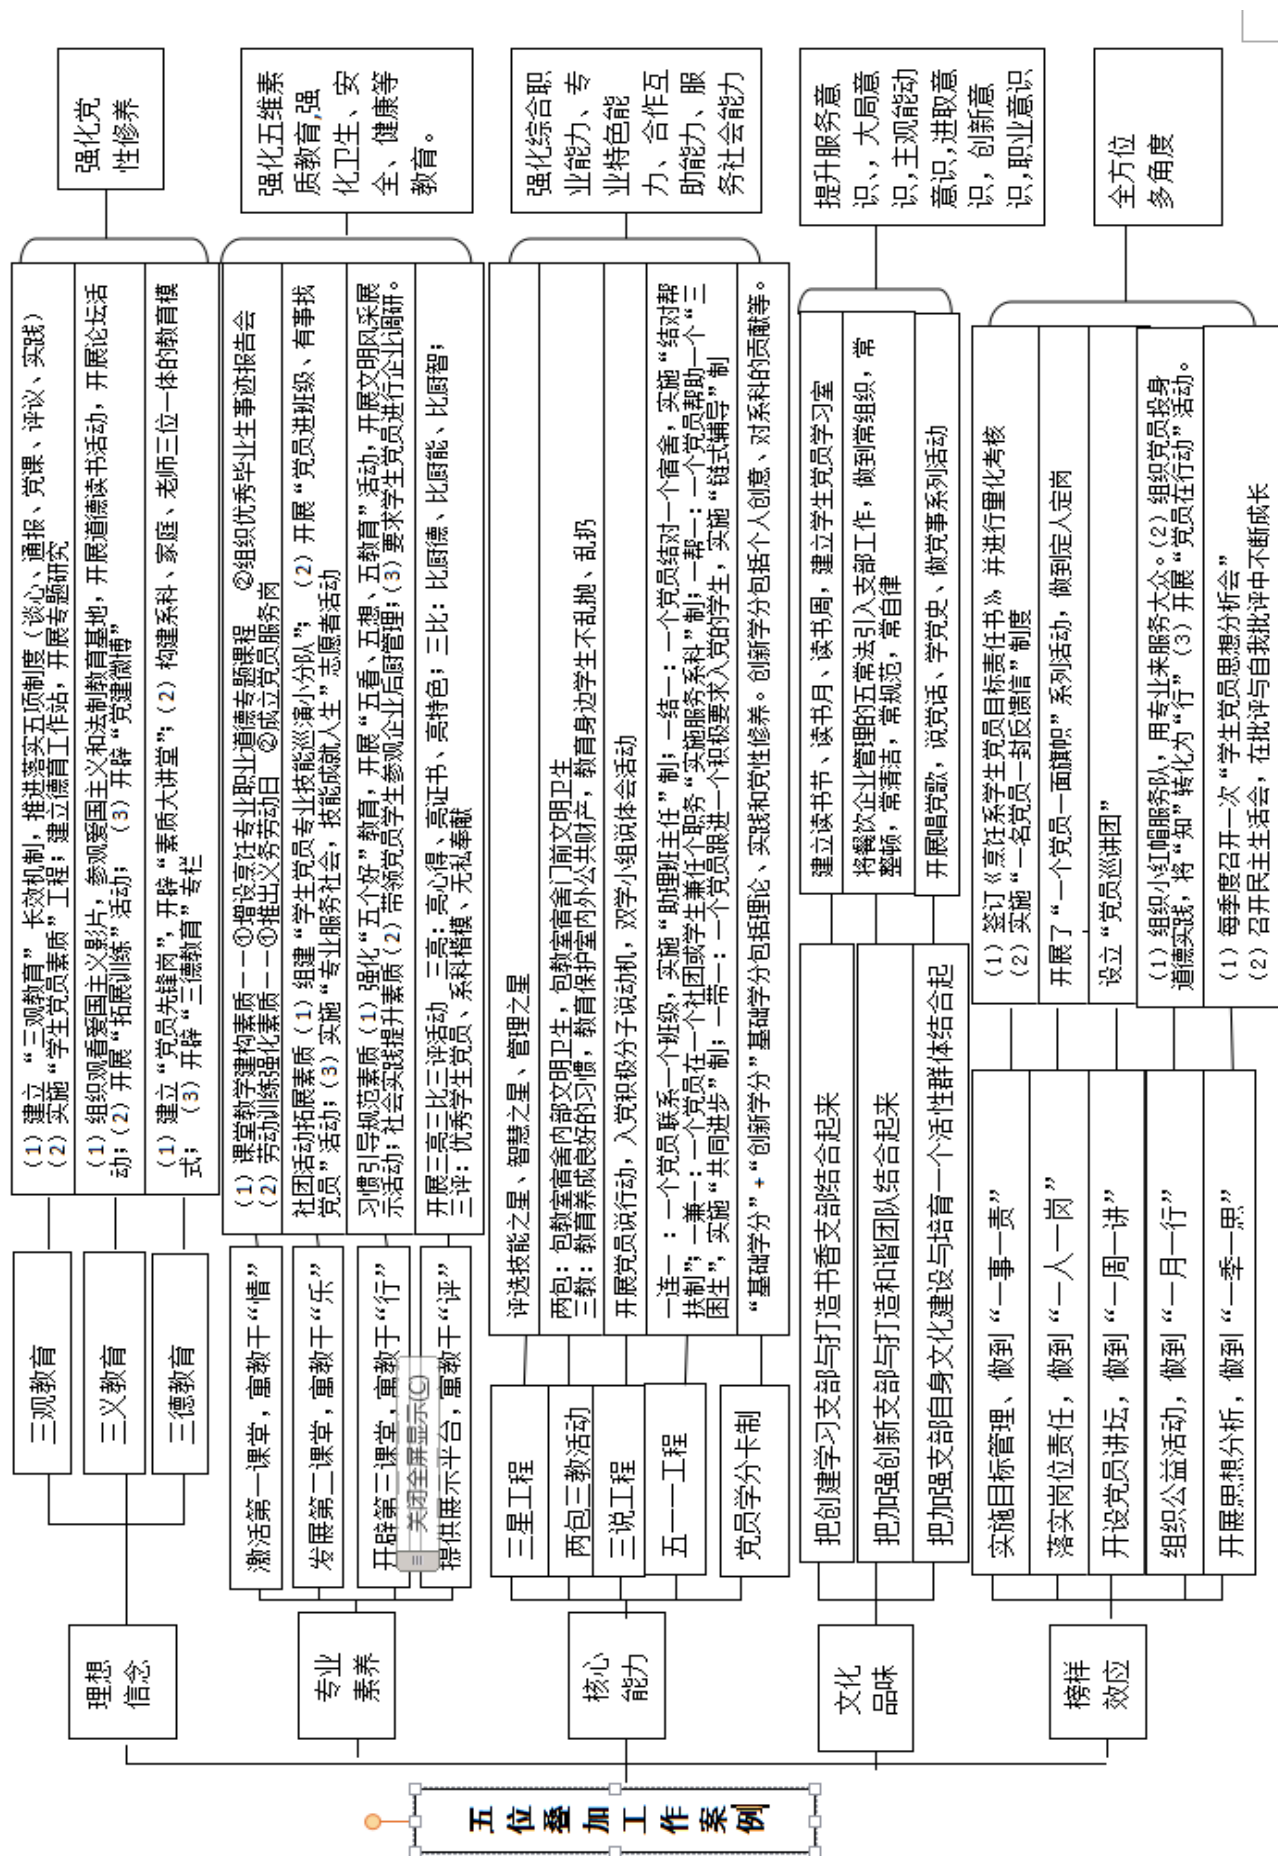 五位叠加工作案例
理想
信念
三观教育
(1) 建立 “三观教育” 长效机制，推进落实五项制度（谈心、通报、党课、评议、实践）
(2) 实施“学生党员素质”工程；建立德育工作站，开展专题研究
三义教育
(1) 组织观看爱国主义影片，参观爱国主义和法制教育基地，开展道德读书活动，开展论坛活
动；(2) 开展“拓展训练”活动； (3) 开辟“党建微博”
三德教育
(1) 建立“党员先锋岗”，开辟“素质大讲堂”；(2) 构建系科、家庭、老师三位一体的教育模
式； (3) 开辟“三德教育”专栏
强化党
性修养
专业
素养
激活第一课堂，寓教于“情”
(1) 课堂教学建构素质——①增设烹饪专业职业道德专题课程 ②组织优秀毕业生事迹报告会
(2) 劳动训练强化素质——①推出义务劳动日 ②成立党员服务岗
发展第二课堂，寓教于“乐”
社团活动拓展素质 (1) 组建“学生党员专业技能巡演小分队”； (2) 开展“党员进班级、有事找
党员”活动；(3) 实施“专业服务社会，技能成就人生”志愿者活动
开辟第三课堂，寓教于“行”
习惯引导规范素质 (1) 强化“五个好”教育，开展“五看、五想、五教育”活动，开展文明风采展
示活动；社会实践提升素质 (2) 带领党员学生参观企业后厨管理；(3) 要求学生党员进行企业调研。
提供展示平台，寓教于“评”
开展三亮三比三评活动 三亮：亮心得、亮证书、亮特色；三比：比厨德、比厨能、比厨智；
三评：优秀学生党员、系科楷模、无私奉献
关闭全屏显示(C)
强化五维素
质教育,强
化卫生、安
全、健康等
教育。
核心
能力
三星工程
评选技能之星、智慧之星、管理之星
两包三教活动
两包：包教室宿舍内部文明卫生，包教室宿舍门前文明卫生
三教：教育养成良好的习惯，教育保护室内外公共财产，教育身边学生不乱抛、乱扔
三说工程
开展党员说行动，入党积极分子说动机，双学小组说体会活动
五一一工程
一连一：一个党员联系一个班级，实施“助理班主任”制；一结一：一个党员结对一个宿舍，实施“结对帮
扶制”；一兼一：一个党员在一个社团或学生兼任个职务“实施服务系科”制；一帮一：一个党员帮助一个“三
困生”，实施“共同进步”制；一带一：一个党员跟进一个积极要求入党的学生，实施“链式辅导”制
党员学分卡制
“基础学分”+“创新学分”基础学分包括理论、实践和党性修养。创新学分包括个人创意、对系科的贡献等。
强化综合职
业能力、专
业特色能
力、合作互
助能力、服
务社会能力
文化
品味
把创建学习支部与打造书香支部结合起来
建立读书节、读书月、读书周，建立学生党员学习室
把加强创新支部与打造和谐团队结合起来
将餐饮企业管理的五常法引入支部工作，做到常组织，常
整顿，常清洁，常规范，常自律
把加强支部自身文化建设与培育一个活性群体结合起
开展唱党歌，说党话、学党史、做党事系列活动
提升服务意
识、，大局意
识,主观能动
意识,进取意
识，创新意
识,职业意识
榜样
效应
实施目标管理、做到“一事一责”
(1) 签订《烹饪系学生党员目标责任书》并进行量化考核
(2) 实施“一名党员一封反馈信”制度
落实岗位责任，做到“一人一岗”
开展了“一个党员一面旗帜”系列活动，做到定人定岗
开设党员讲坛，做到“一周一讲”
设立“党员巡讲团”
组织公益活动，做到“一月一行”
(1) 组织小红帽服务队，用专业来服务大众。(2) 组织党员投身
道德实践，将“知”转化为“行”(3) 开展“党员在行动”活动。
开展思想分析，做到“一季一思”
(1) 每季度召开一次“学生党员思想分析会”
(2) 召开民主生活会，在批评与自我批评中不断成长
全方位
多角度